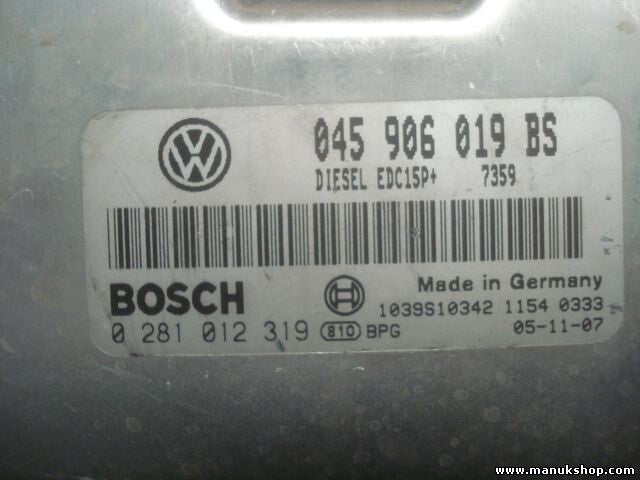 045 906 019 BS
DIESEL EDC15P+ 7359
BOSCH
Made in Germany
1039S10342 1154 0333
0 281 012 319 810 BPG
05-11-07
www.manukshop.com